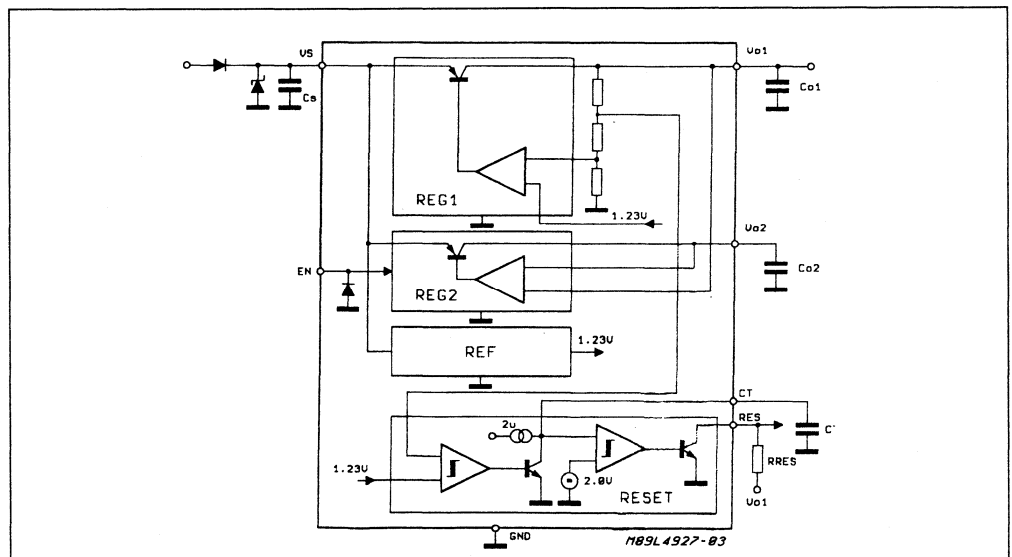 VS
Vo1
Cs
Co1
REG1
1.23V
Vo2
EN
Co2
REG2
REF
1.23V
CT
RES
2u
C'
1.23V
2.0V
RRES
RESET
Vo1
GND
M89L4927-03